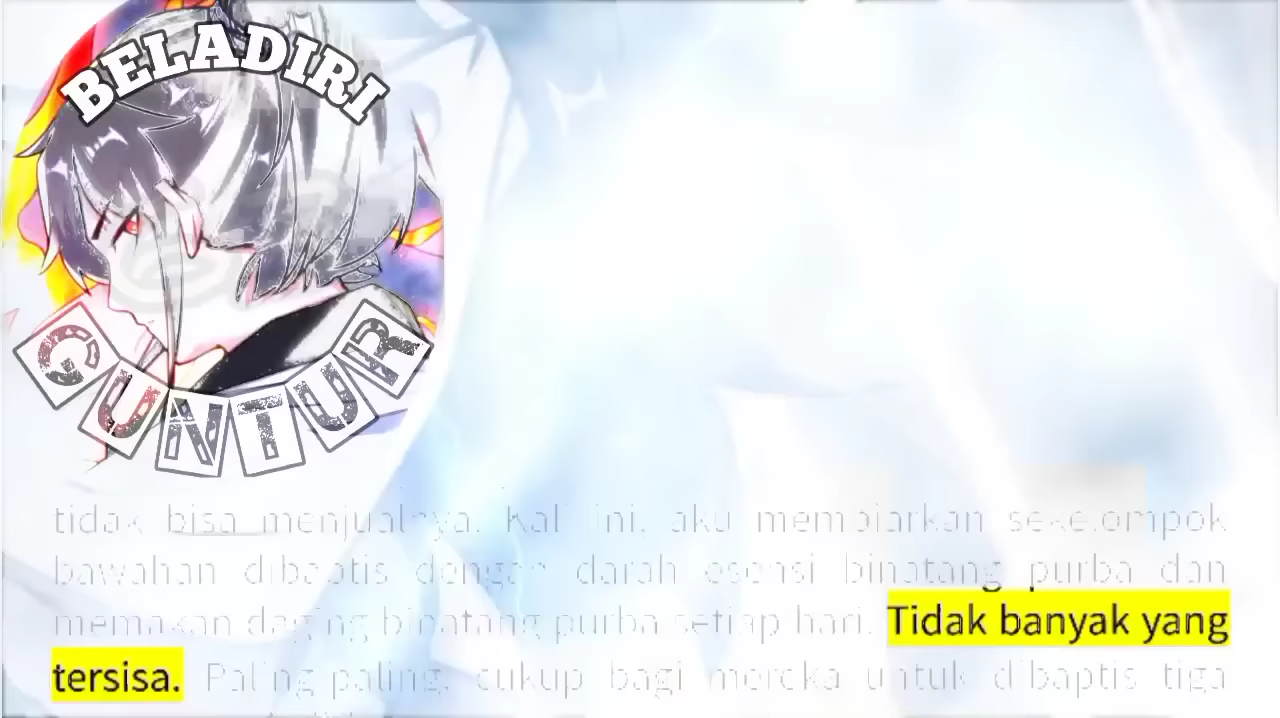 BELADIRI
GUNTUR
tidak bisa menjualnya. Kali ini, aku membiarkan sekelompok
bawahan dibaptis dengan darah esensi binatang purba dan
memakan daging binatang purba setiap hari. Tidak banyak yang
tersisa. Paling-paling, cukup bagi mereka untuk dibaptis tiga